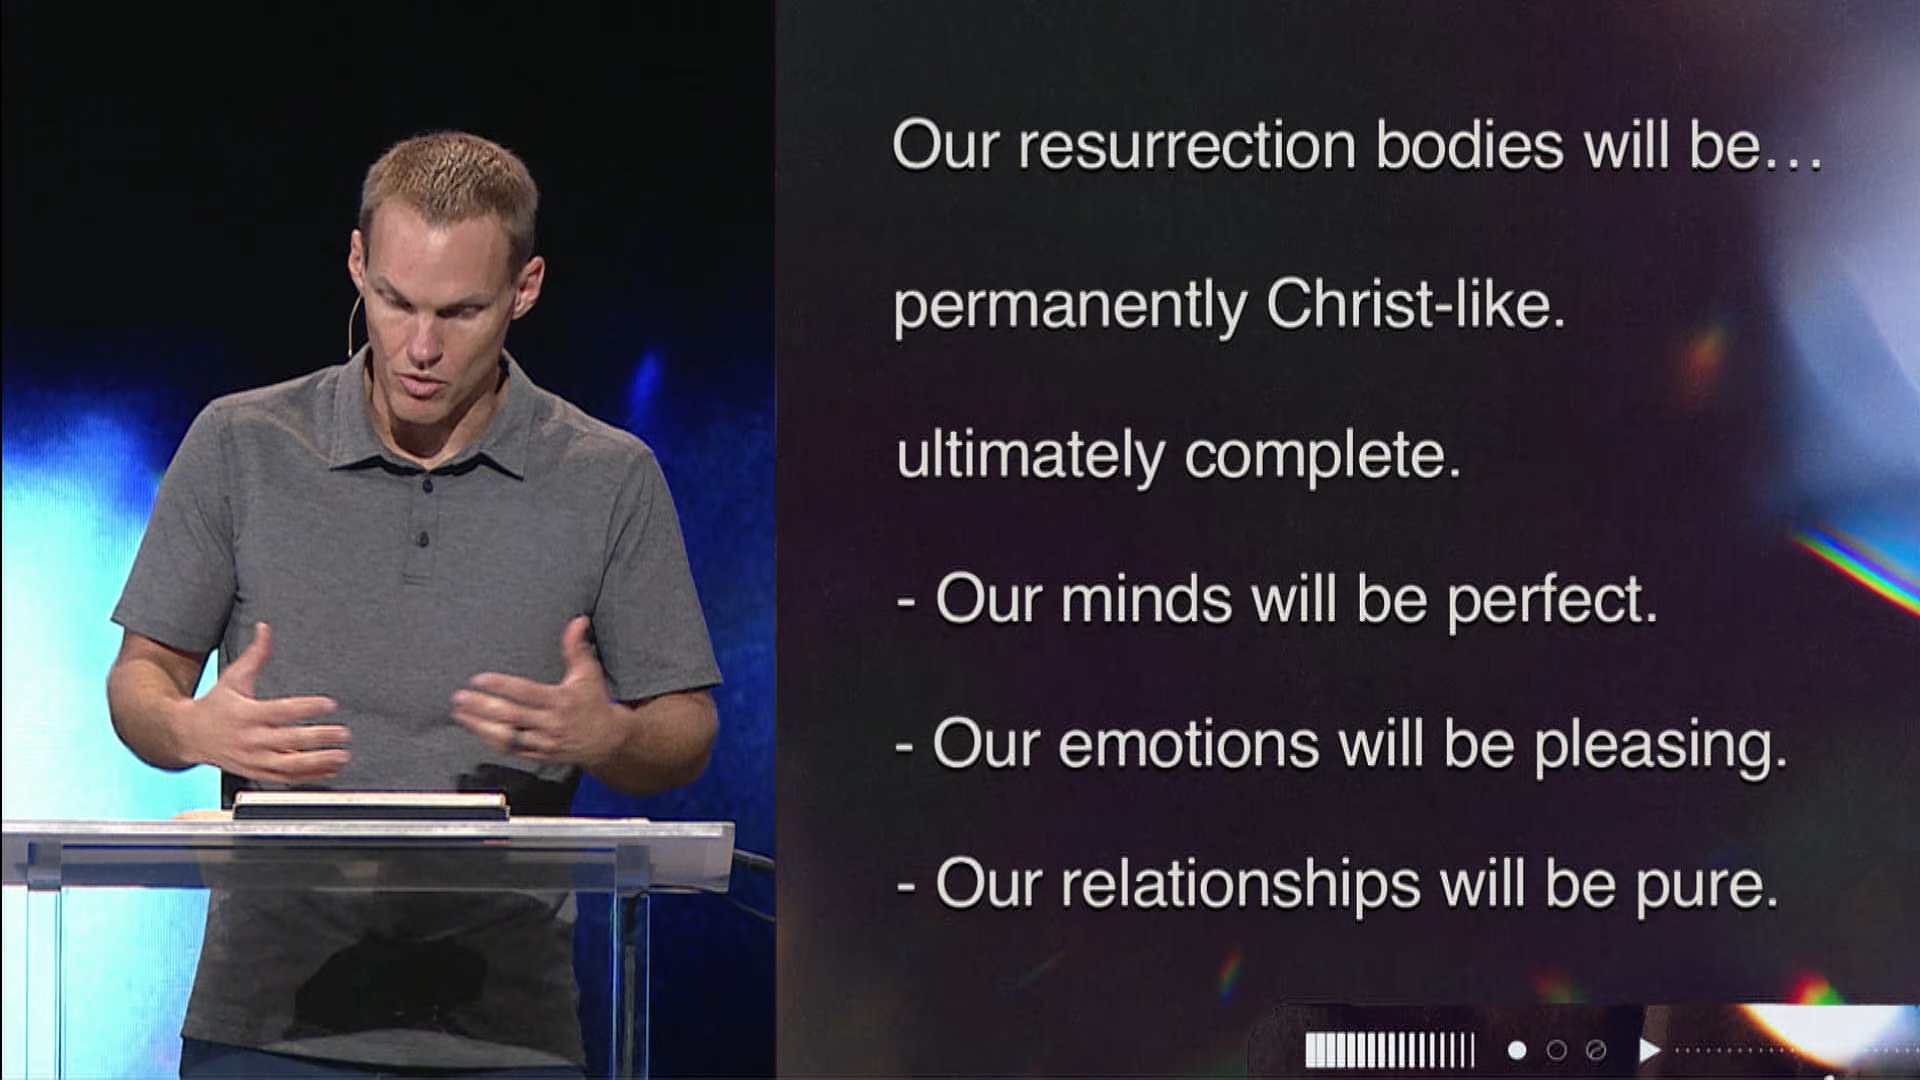 Our resurrection bodies will be…
permanently Christ-like.
ultimately complete.
- Our minds will be perfect.
- Our emotions will be pleasing.
- Our relationships will be pure.